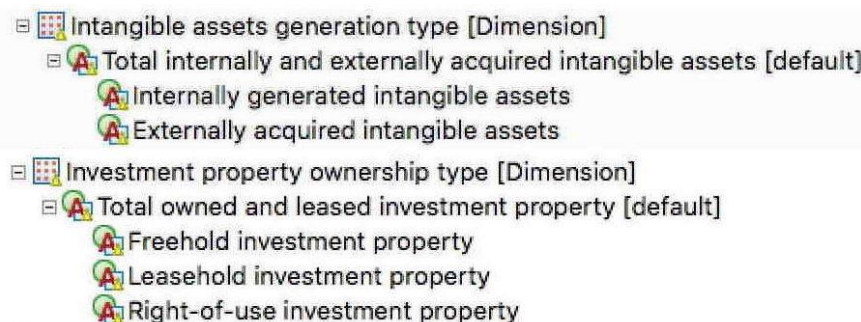 Intangible assets generation type [Dimension]
Total internally and externally acquired intangible assets [default]
Internally generated intangible assets
Externally acquired intangible assets
Investment property ownership type [Dimension]
Total owned and leased investment property [default]
Freehold investment property
Leasehold investment property
Right-of-use investment property